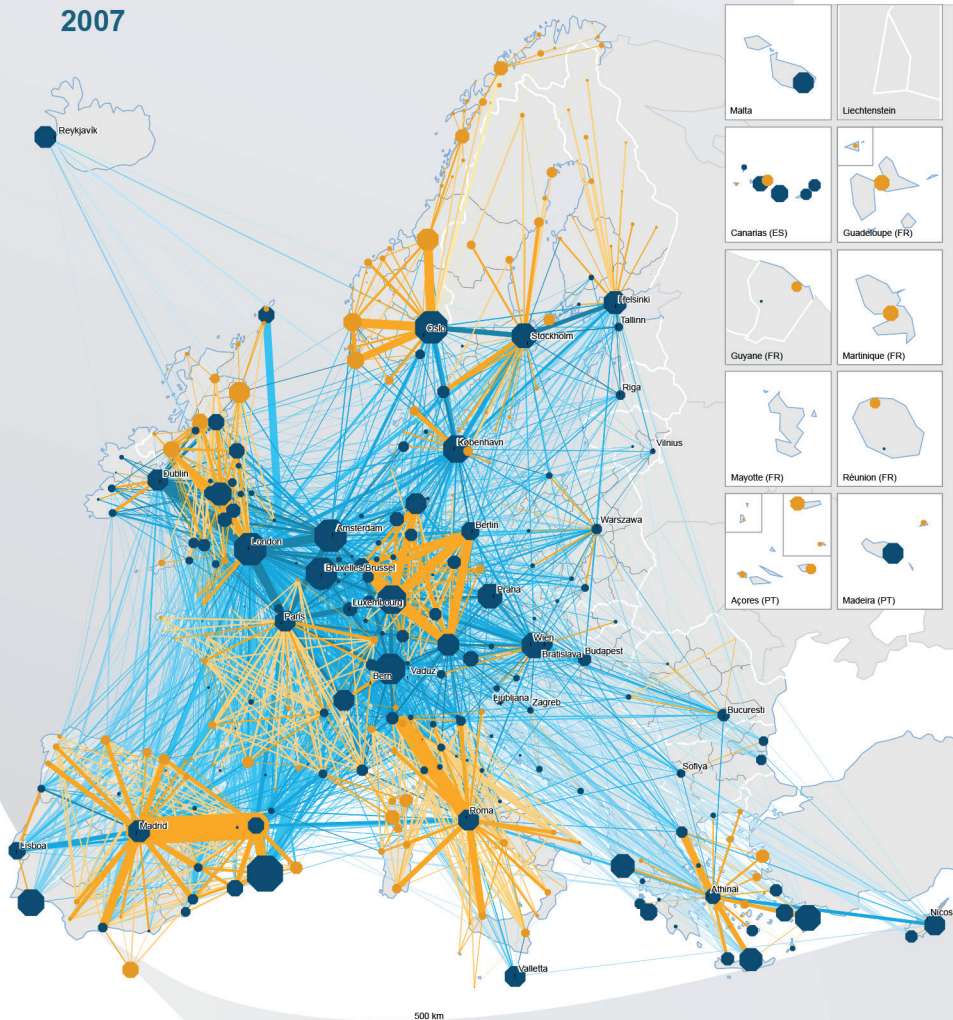 2007
Reykjavík
Malta
Liechtenstein
Canarias (ES)
Guadeloupe (FR)
Guyane (FR)
Martinique (FR)
Mayotte (FR)
Réunion (FR)
Açores (PT)
Madeira (PT)
Helsinki
Oslo
Tallinn
Stockholm
Riga
København
Vilnius
Dublin
Warszawa
Berlin
Amsterdam
London
Bruxelles/Brussel
Praha
Luxembourg
Paris
Wien
Bratislava
Budapest
Vaduz
Bern
Ljubljana
Zagreb
Bucuresti
Sofiya
Roma
Madrid
Lisboa
Athinai
Nicos
Valletta
500 km